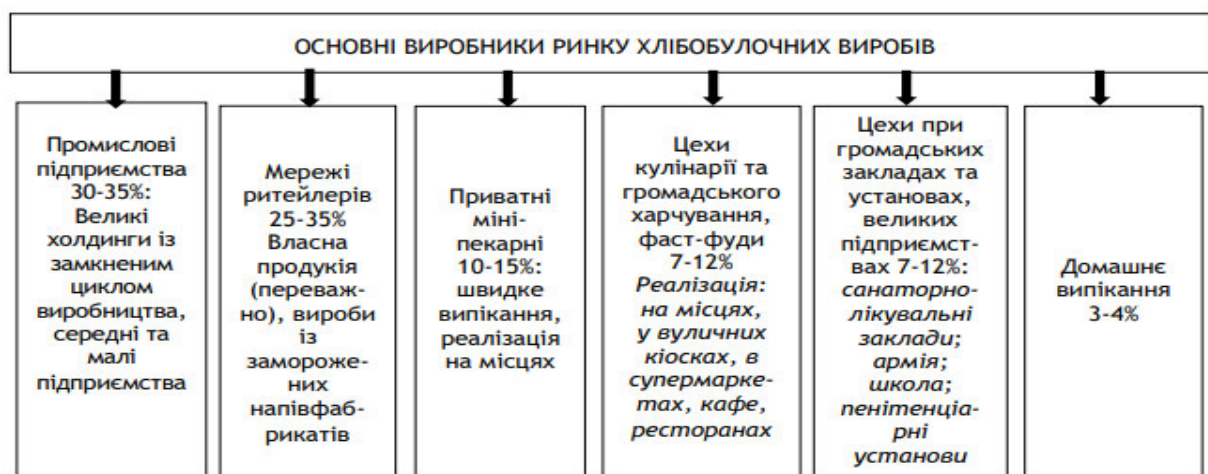 ОСНОВНІ ВИРОБНИКИ РИНКУ ХЛІБОБУЛОЧНИХ ВИРОБІВ
Промислові
підприємства
30-35%:
Великі
холдинги із
замкненим
циклом
виробництва,
середні та
малі
підприємства
Мережі
ритейлерів
25-35%
Власна
продукія
(переваж-
но), вироби
із
замороже-
них
напівфаб-
рикатів
Приватні
міні-
пекарні
10-15%:
швидке
випікання,
реалізація
на місцях
Цехи
кулінарії та
громадського
харчування,
фаст-фуди
7-12%
Реалізація:
на місцях,
у вуличних
кіосках, в
супермарке-
тах, кафе,
ресторанах
Цехи при
громадських
закладах та
установах,
великих
підприємст-
вах 7-12%:
санаторно-
лікувальні
заклади;
армія;
школа;
пенітенціа-
рні
установи
Домашнє
випікання
3-4%